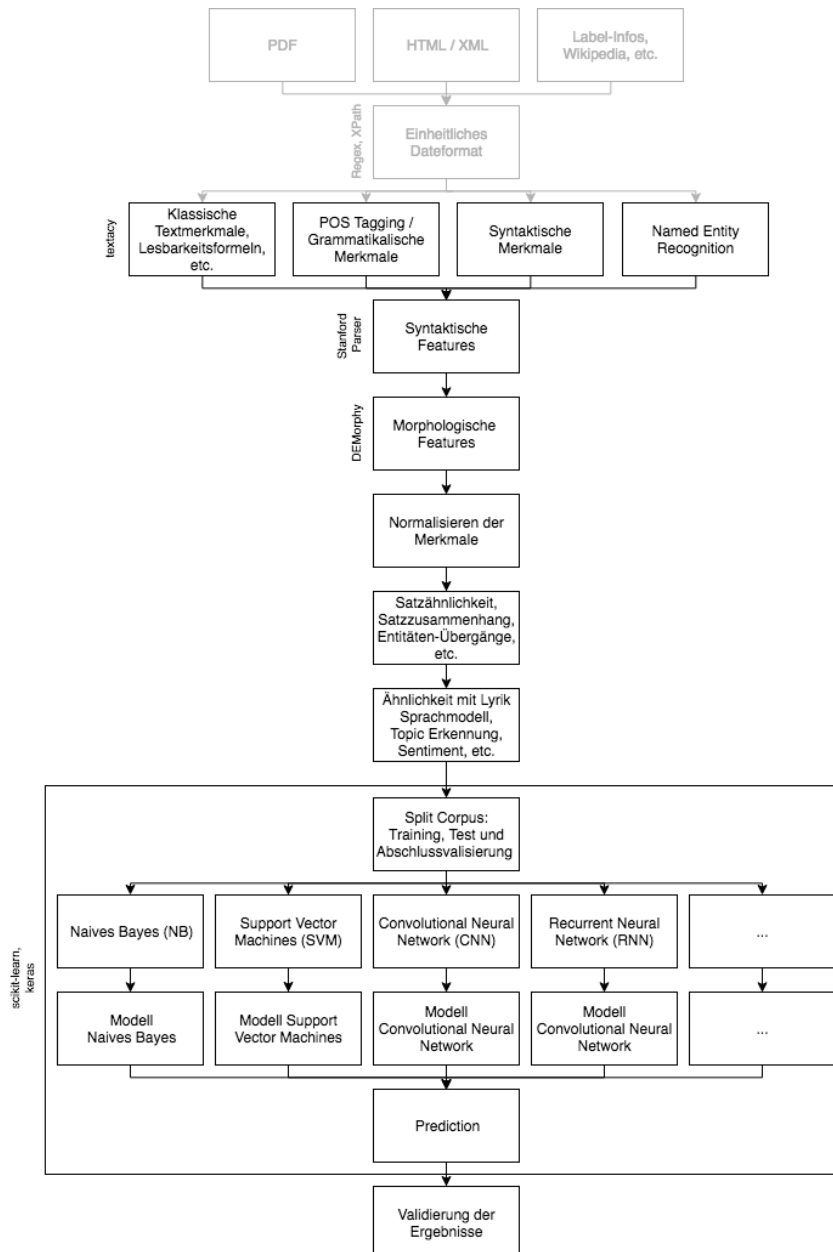 PDF
HTML / XML
Label-Infos,
Wikipedia, etc.
Regex, XPath
Einheitliches
Dateformat
textacy
Klassische
Textmerkmale,
Lesbarkeitsformeln,
etc.
POS Tagging /
Grammatikalische
Merkmale
Syntaktische
Merkmale
Named Entity
Recognition
Stanford
Parser
Syntaktische
Features
DEMorphy
Morphologische
Features
Normalisieren der
Merkmale
Satzähnlichkeit,
Satzzusammenhang,
Entitäten-Übergänge,
etc.
Ähnlichkeit mit Lyrik
Sprachmodell,
Topic Erkennung,
Sentiment, etc.
scikit-learn,
keras
Split Corpus:
Training, Test und
Abschlussvalisierung
Naives Bayes (NB)
Support Vector
Machines (SVM)
Convolutional Neural
Network (CNN)
Recurrent Neural
Network (RNN)
...
Modell
Naives Bayes
Modell Support
Vector Machines
Modell
Convolutional Neural
Network
Modell
Convolutional Neural
Network
...
Prediction
Validierung der
Ergebnisse